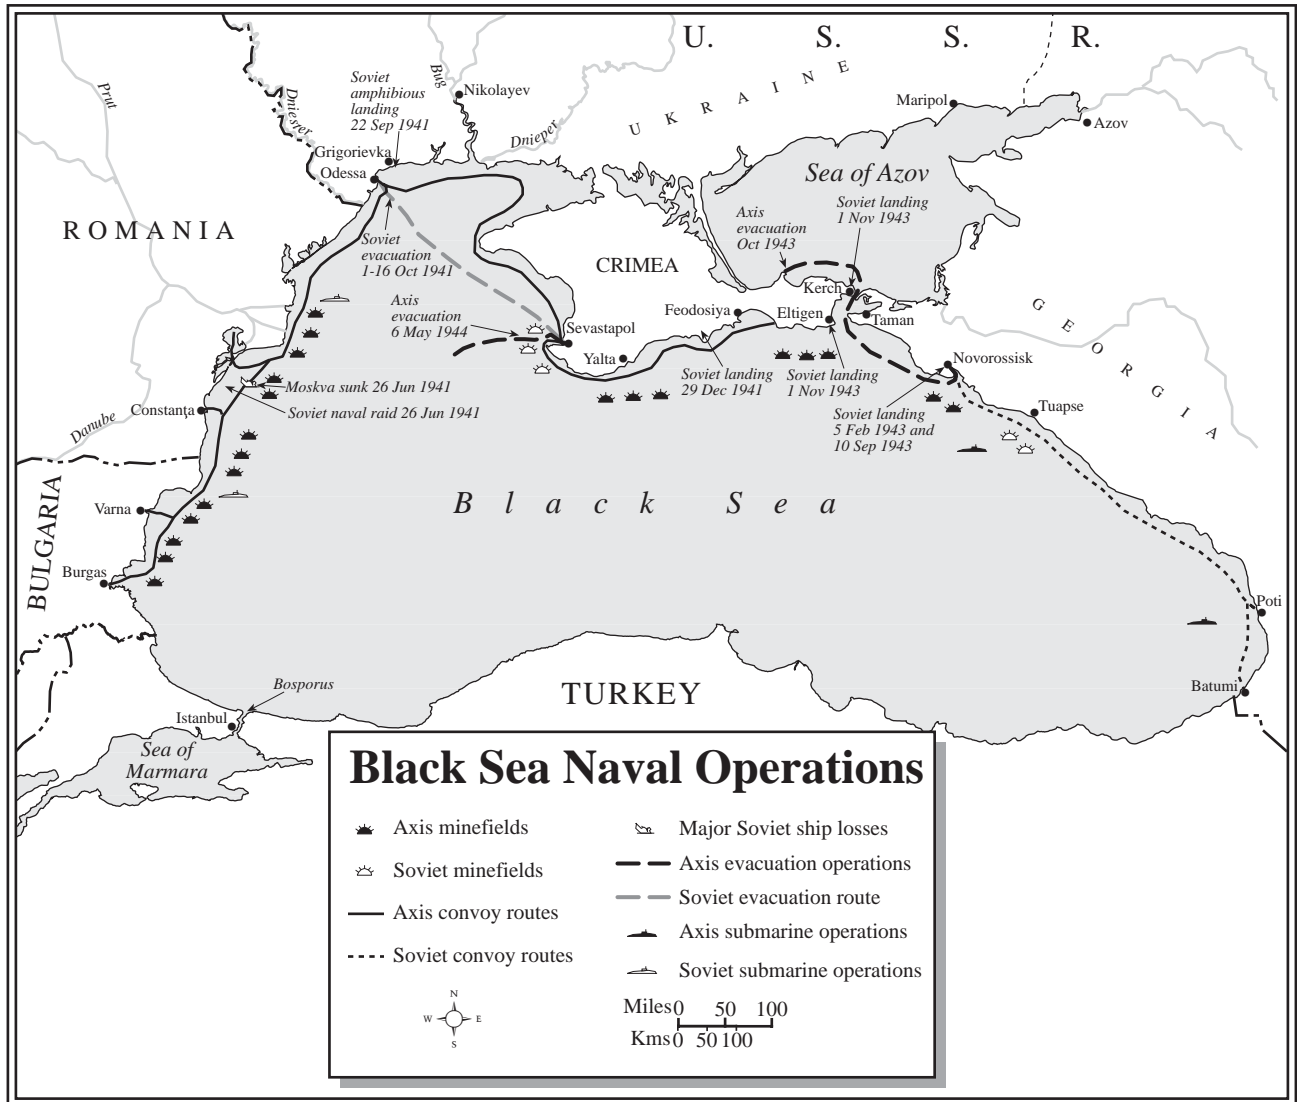 U. S. S. R.
UKRAINE
Prut
Dniester
Bug
Nikolayev
Dnieper
Soviet
amphibious
landing
22 Sep 1941
Grigorievka
Odessa
Maripol
Azov
Sea of Azov
ROMANIA
Soviet
evacuation
1-16 Oct 1941
Axis
evacuation
Oct 1943
Soviet landing
1 Nov 1943
CRIMEA
Kerch
GEORGIA
Axis
evacuation
6 May 1944
Sevastapol
Feodosiya
Eltigen
Taman
Yalta
Novorossisk
Moskva sunk 26 Jun 1941
Soviet naval raid 26 Jun 1941
Soviet landing
29 Dec 1941
Soviet landing
1 Nov 1943
Soviet landing
5 Feb 1943 and
10 Sep 1943
Tuapse
Constanţa
Danube
Black Sea
BULGARIA
Varna
Burgas
Poti
Batumi
TURKEY
Bosporus
Istanbul
Sea of
Marmara
Black Sea Naval Operations
Axis minefields
Soviet minefields
Axis convoy routes
Soviet convoy routes
Major Soviet ship losses
Axis evacuation operations
Soviet evacuation route
Axis submarine operations
Soviet submarine operations
N
W E
S
Miles 0 50 100
Kms 0 50 100